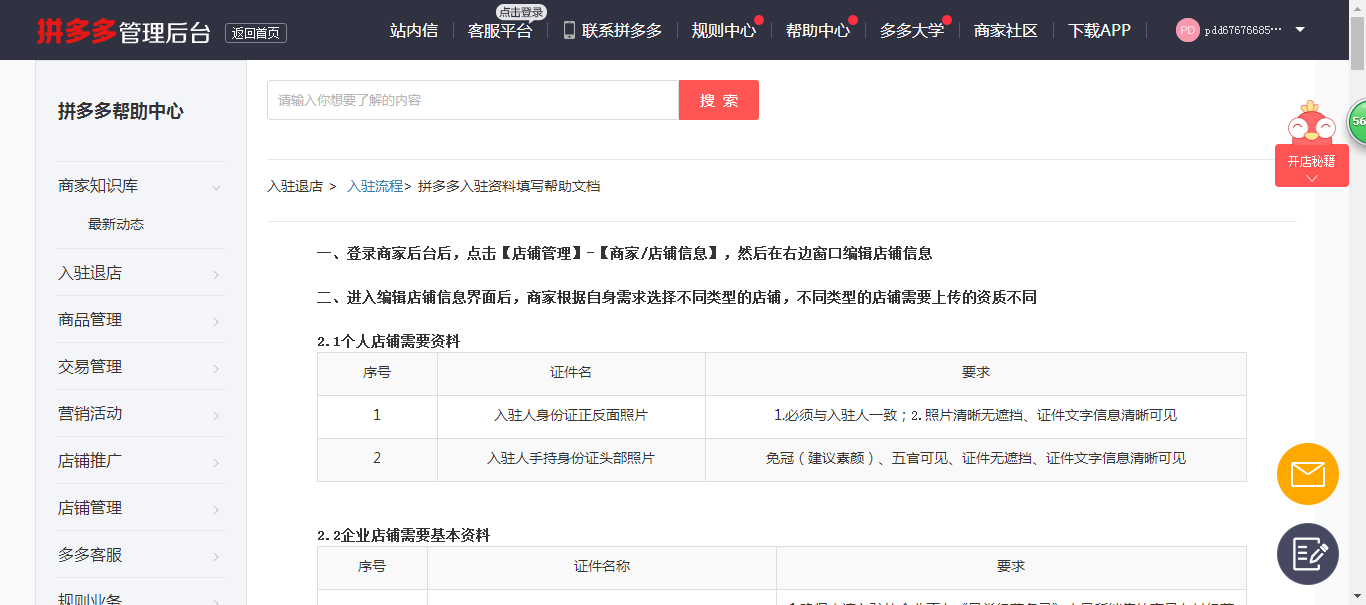 拼多多管理后台 返回首页 站内信 客服平台 点击登录 联系拼多多 规则中心 帮助中心 多多大学 商家社区 下载APP PD pdd67676685···
拼多多帮助中心
请输入你想要了解的内容 搜 索
56
开店秘籍
商家知识库
最新动态
入驻退店
商品管理
交易管理
营销活动
店铺推广
店铺管理
多多客服
规则业务
入驻退店 > 入驻流程> 拼多多入驻资料填写帮助文档
一、登录商家后台后，点击【店铺管理】-【商家/店铺信息】，然后在右边窗口编辑店铺信息
二、进入编辑店铺信息界面后，商家根据自身需求选择不同类型的店铺，不同类型的店铺需要上传的资质不同
2.1个人店铺需要资料
序号 证件名 要求
1 入驻人身份证正反面照片 1.必须与入驻人一致；2.照片清晰无遮挡、证件文字信息清晰可见
2 入驻人手持身份证头部照片 免冠（建议素颜）、五官可见、证件无遮挡、证件文字信息清晰可见
2.2企业店铺需要基本资料
序号 证件名称 要求